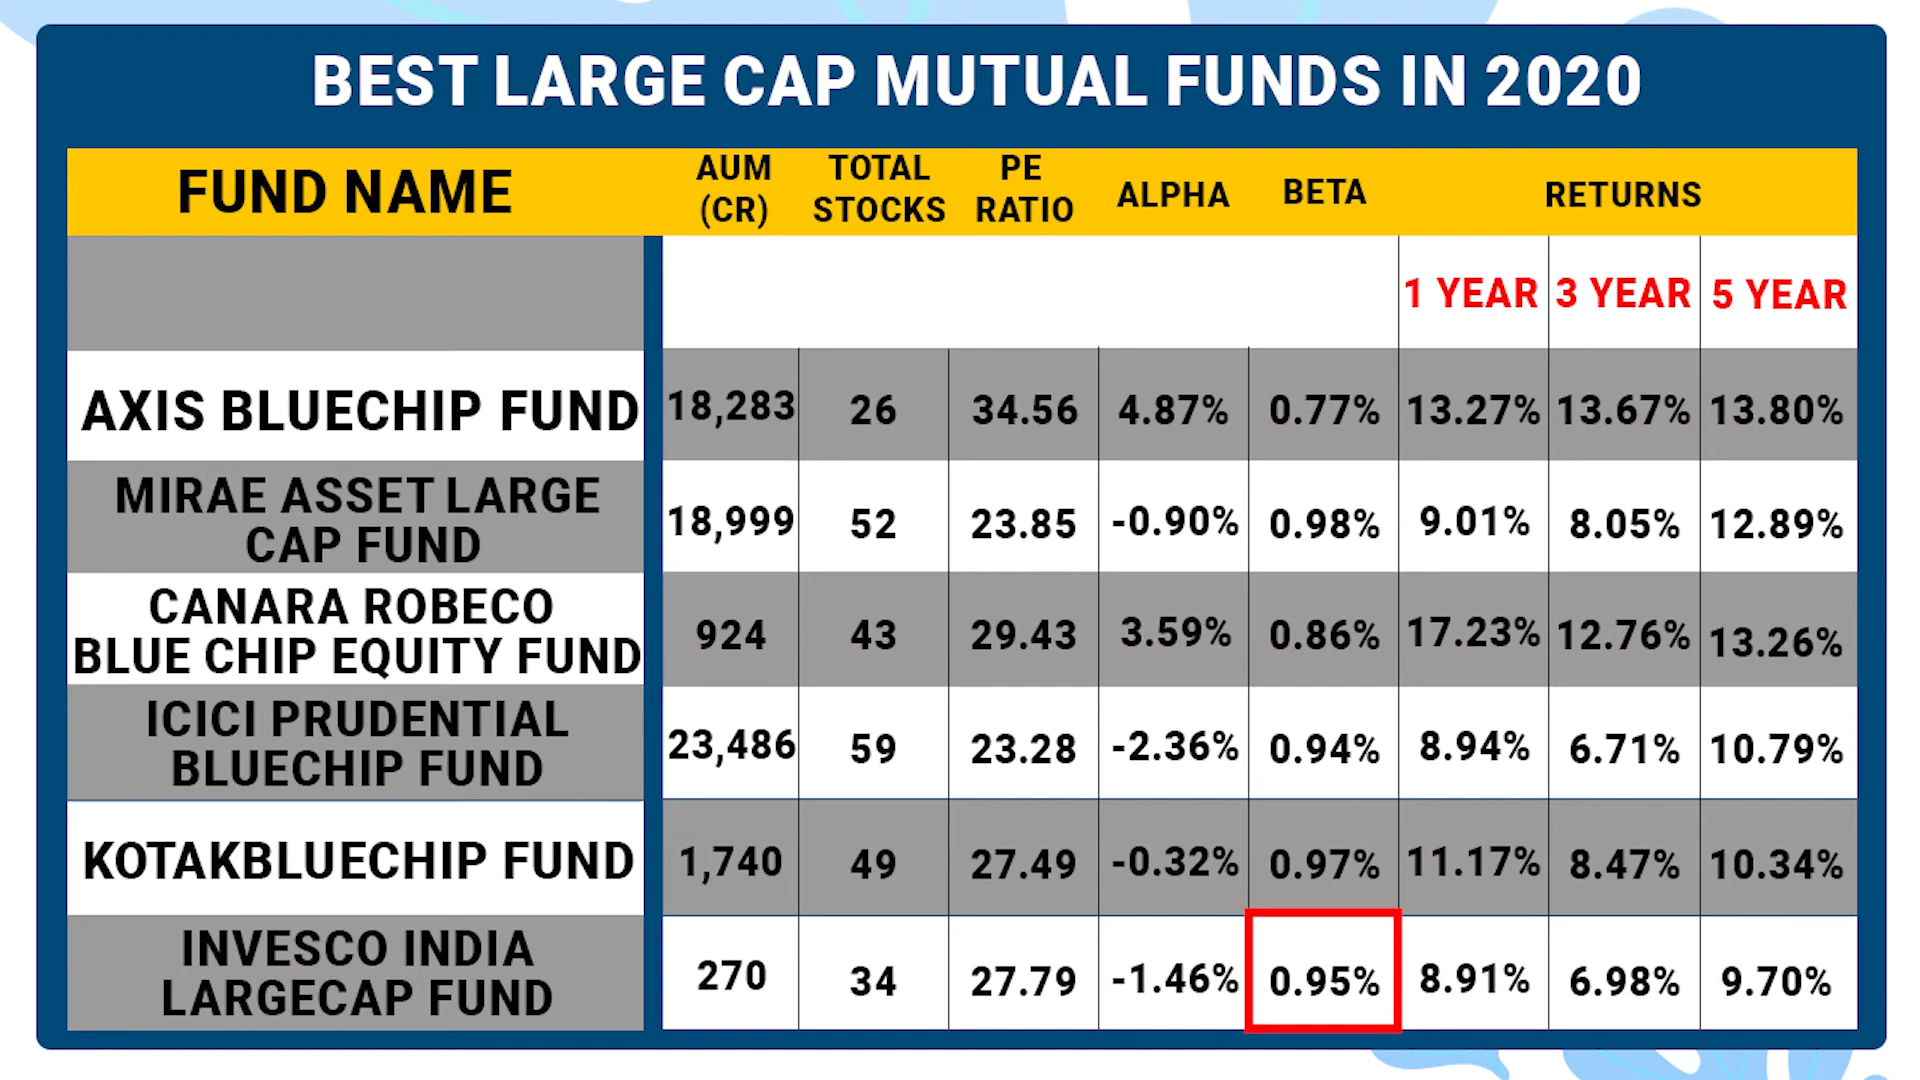 BEST LARGE CAP MUTUAL FUNDS IN 2020
FUND NAME AUM (CR) TOTAL STOCKS PE RATIO ALPHA BETA RETURNS
1 YEAR 3 YEAR 5 YEAR
AXIS BLUECHIP FUND 18,283 26 34.56 4.87% 0.77% 13.27% 13.67% 13.80%
MIRAE ASSET LARGE
CAP FUND 18,999 52 23.85 -0.90% 0.98% 9.01% 8.05% 12.89%
CANARA ROBECO
BLUE CHIP EQUITY FUND 924 43 29.43 3.59% 0.86% 17.23% 12.76% 13.26%
ICICI PRUDENTIAL
BLUECHIP FUND 23,486 59 23.28 -2.36% 0.94% 8.94% 6.71% 10.79%
KOTAKBLUECHIP FUND 1,740 49 27.49 -0.32% 0.97% 11.17% 8.47% 10.34%
INVESCO INDIA
LARGECAP FUND 270 34 27.79 -1.46% 0.95% 8.91% 6.98% 9.70%